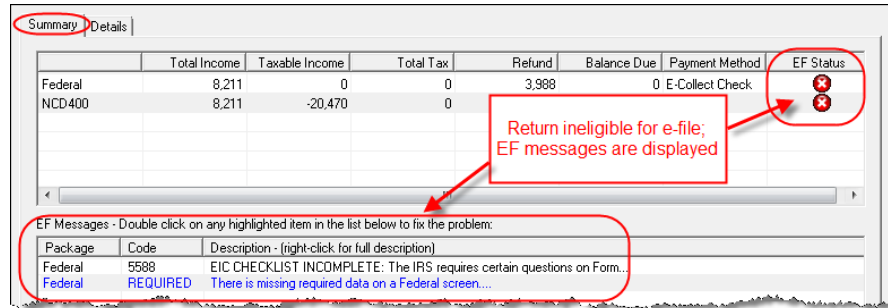 Summary Details
Total Income Taxable Income Total Tax Refund Balance Due Payment Method EF Status
Federal 8,211 0 0 3,988 0 E-Collect Check
NCD400 8,211 -20,470 0
Return ineligible for e-file;
EF messages are displayed
EF Messages - Double click on any highlighted item in the list below to fix the problem:
Package Code Description - (right-click for full description)
Federal 5588 EIC CHECKLIST INCOMPLETE: The IRS requires certain questions on Form...
Federal REQUIRED There is missing required data on a Federal screen....